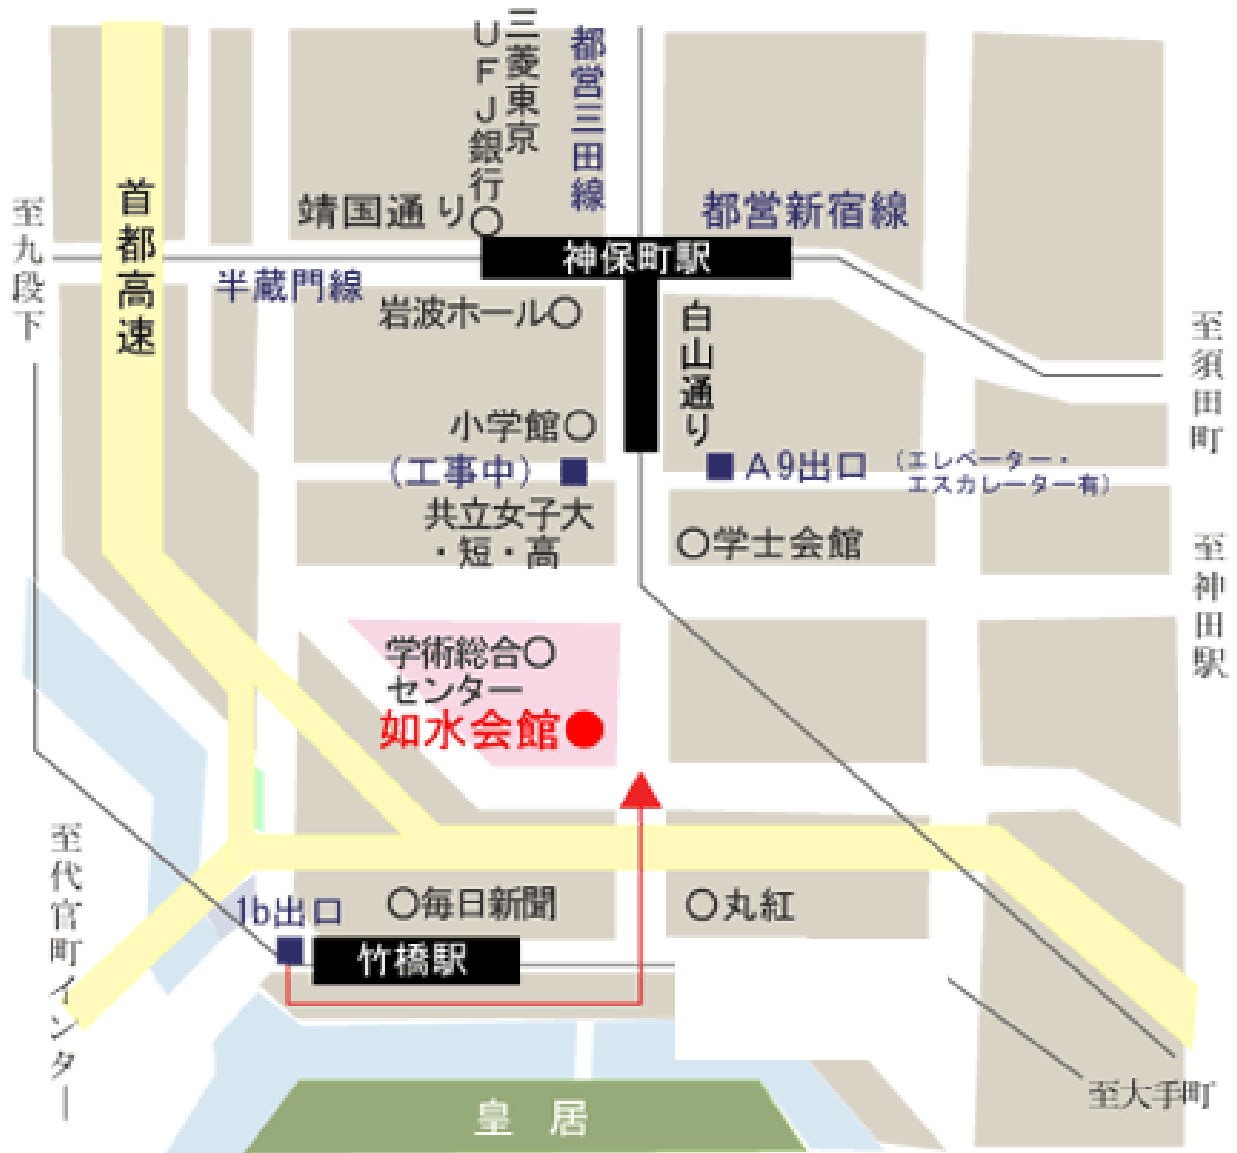 三菱東京
UFJ銀行
都営三田線
首都高速
至九段下
靖国通り
都営新宿線
神保町駅
半蔵門線
岩波ホール
白山通り
至須田町
小学館
(工事中)
A9出口
(エレベーター・
エスカレーター有)
共立女子大
・短・高
学士会館
至神田駅
学術総合
センター
如水会館
至代官町インター
1b出口
毎日新聞
丸紅
竹橋駅
至大手町
皇居